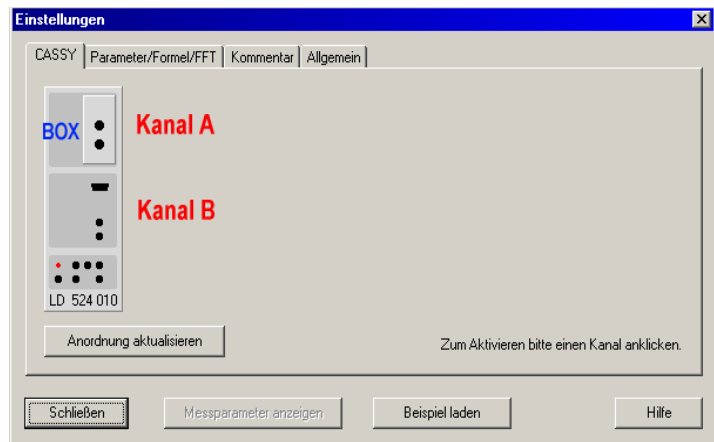 Einstellungen
CASSY
Parameter/Formel/FFT
Kommentar
Allgemein
BOX
Kanal A
Kanal B
LD 524 010
Anordnung aktualisieren
Zum Aktivieren bitte einen Kanal anklicken.
Schließen
Messparameter anzeigen
Beispiel laden
Hilfe